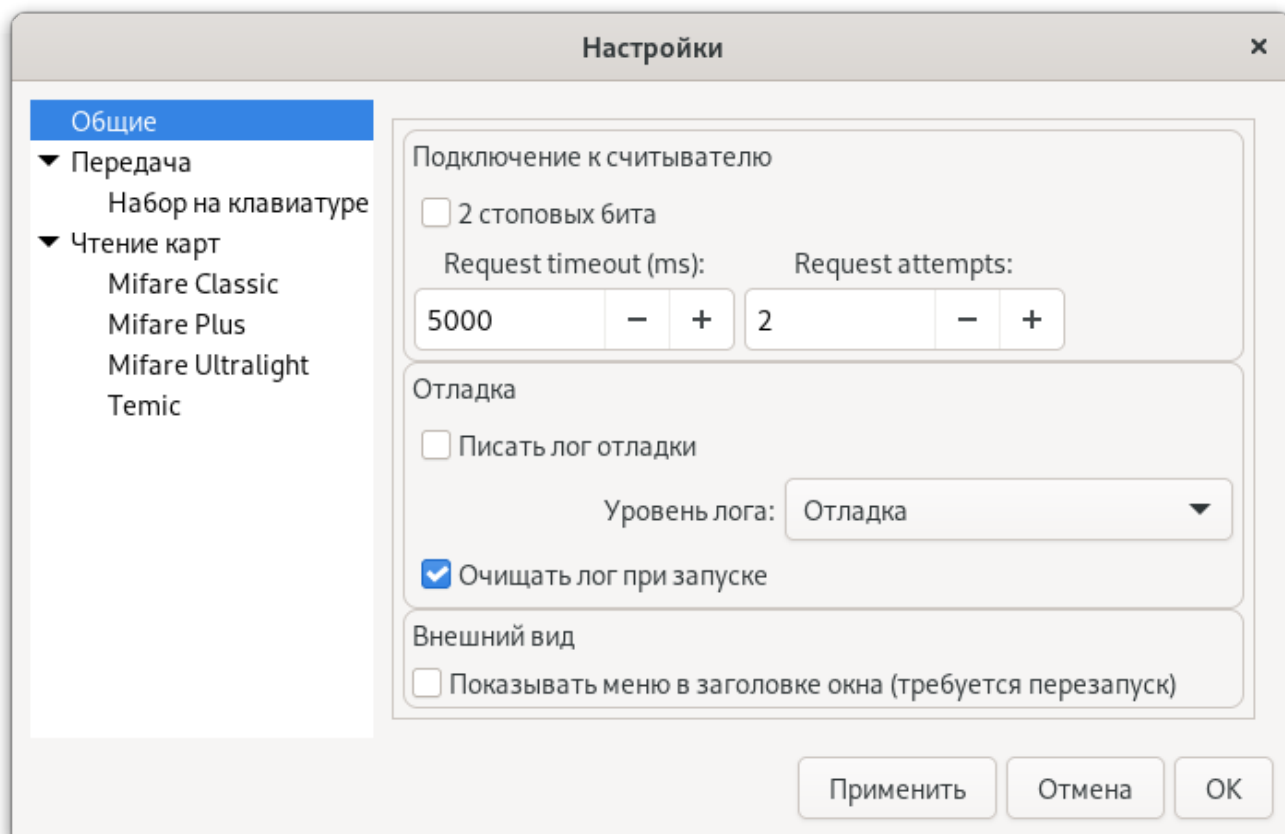 Настройки
Общие
Передача
Набор на клавиатуре
Чтение карт
Mifare Classic
Mifare Plus
Mifare Ultralight
Temic
Подключение к считывателю
2 стоповых бита
Request timeout (ms): Request attempts:
5000 2
Отладка
Писать лог отладки
Уровень лога: Отладка
Очищать лог при запуске
Внешний вид
Показывать меню в заголовке окна (требуется перезапуск)
Применить Отмена OK